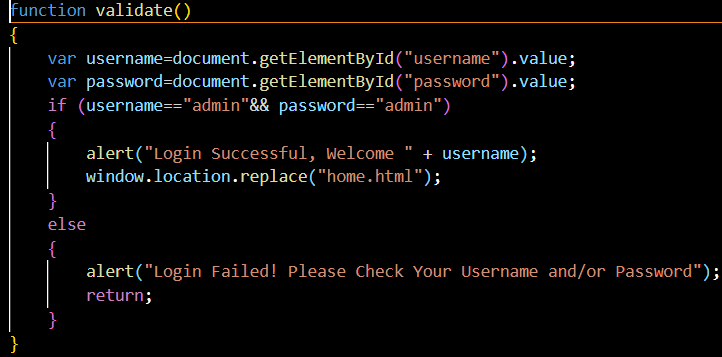 function validate()
{
    var username=document.getElementById("username").value;
    var password=document.getElementById("password").value;
    if (username=="admin"&& password=="admin")
    {
        alert("Login Successful, Welcome " + username);
        window.location.replace("home.html");
    }
    else
    {
        alert("Login Failed! Please Check Your Username and/or Password");
        return;
    }
}